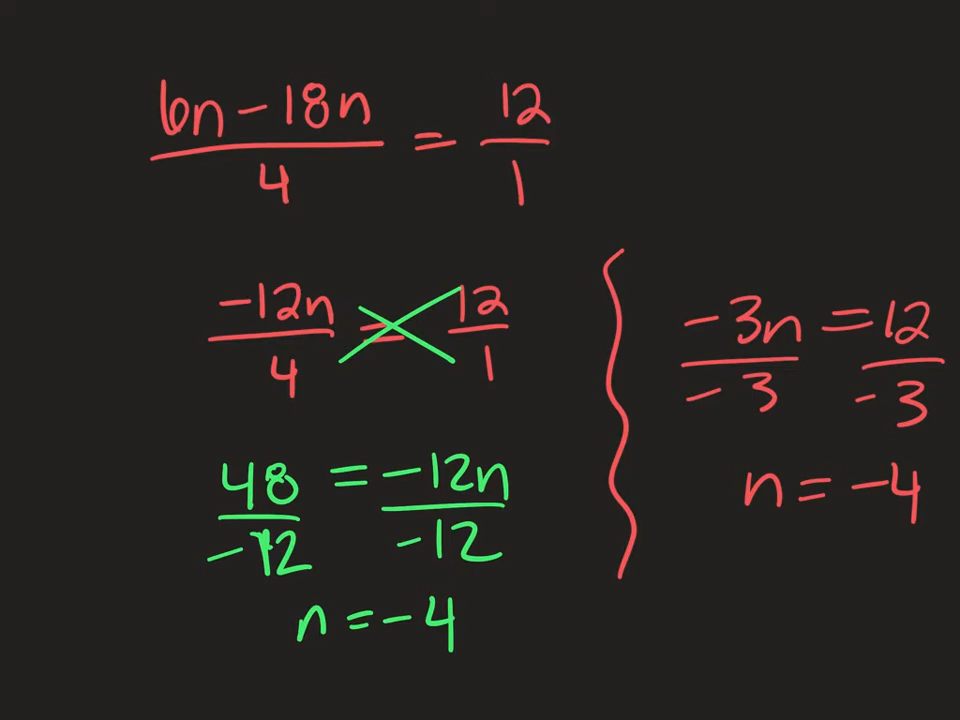 6n - 18n / 4 = 12 / 1
-12n / 4 = 12 / 1
48 / -12 = -12n / -12
n = -4
-3n / -3 = 12 / -3
n = -4